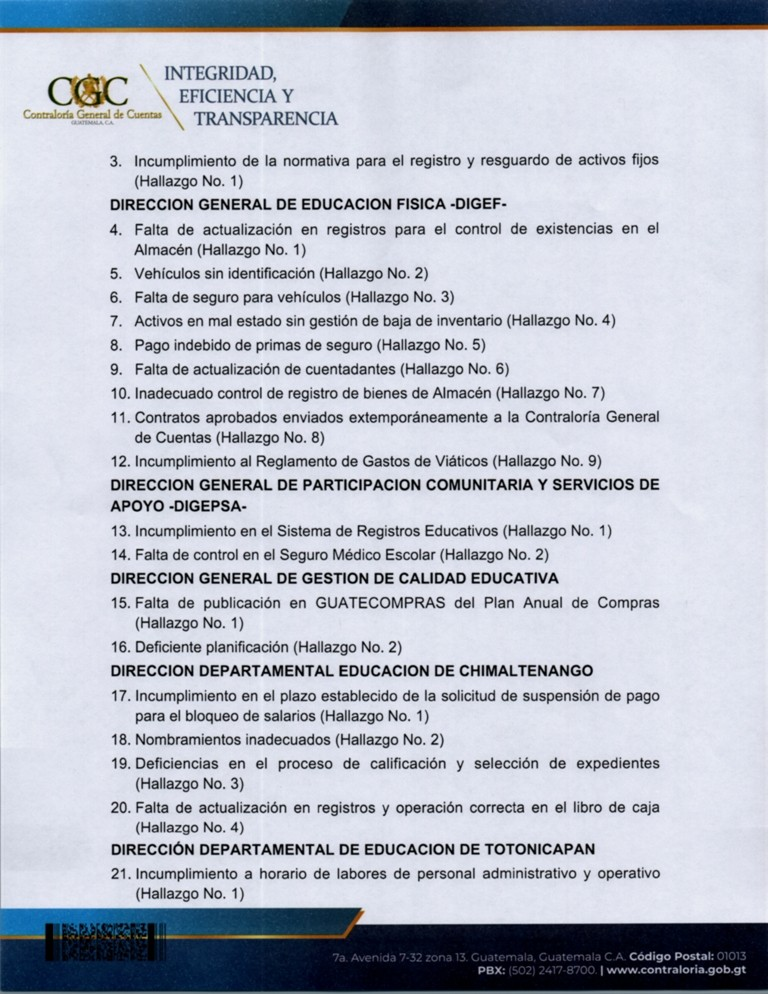 CGC
Contraloría General de Cuentas
GUATEMALA, C.A.
INTEGRIDAD,
EFICIENCIA Y
TRANSPARENCIA
3. Incumplimiento de la normativa para el registro y resguardo de activos fijos
(Hallazgo No. 1)
DIRECCION GENERAL DE EDUCACION FISICA -DIGEF-
4. Falta de actualización en registros para el control de existencias en el
Almacén (Hallazgo No. 1)
5. Vehículos sin identificación (Hallazgo No. 2)
6. Falta de seguro para vehículos (Hallazgo No. 3)
7. Activos en mal estado sin gestión de baja de inventario (Hallazgo No. 4)
8. Pago indebido de primas de seguro (Hallazgo No. 5)
9. Falta de actualización de cuentadantes (Hallazgo No. 6)
10. Inadecuado control de registro de bienes de Almacén (Hallazgo No. 7)
11. Contratos aprobados enviados extemporáneamente a la Contraloría General
de Cuentas (Hallazgo No. 8)
12. Incumplimiento al Reglamento de Gastos de Viáticos (Hallazgo No. 9)
DIRECCION GENERAL DE PARTICIPACION COMUNITARIA Y SERVICIOS DE
APOYO -DIGEPSA-
13. Incumplimiento en el Sistema de Registros Educativos (Hallazgo No. 1)
14. Falta de control en el Seguro Médico Escolar (Hallazgo No. 2)
DIRECCION GENERAL DE GESTION DE CALIDAD EDUCATIVA
15. Falta de publicación en GUATECOMPRAS del Plan Anual de Compras
(Hallazgo No. 1)
16. Deficiente planificación (Hallazgo No. 2)
DIRECCION DEPARTAMENTAL EDUCACION DE CHIMALTENANGO
17. Incumplimiento en el plazo establecido de la solicitud de suspensión de pago
para el bloqueo de salarios (Hallazgo No. 1)
18. Nombramientos inadecuados (Hallazgo No. 2)
19. Deficiencias en el proceso de calificación y selección de expedientes
(Hallazgo No. 3)
20. Falta de actualización en registros y operación correcta en el libro de caja
(Hallazgo No. 4)
DIRECCIÓN DEPARTAMENTAL DE EDUCACION DE TOTONICAPAN
21. Incumplimiento a horario de labores de personal administrativo y operativo
(Hallazgo No. 1)
7a. Avenida 7-32 zona 13. Guatemala, Guatemala C.A. Código Postal: 01013
PBX: (502) 2417-8700. | www.contraloria.gob.gt